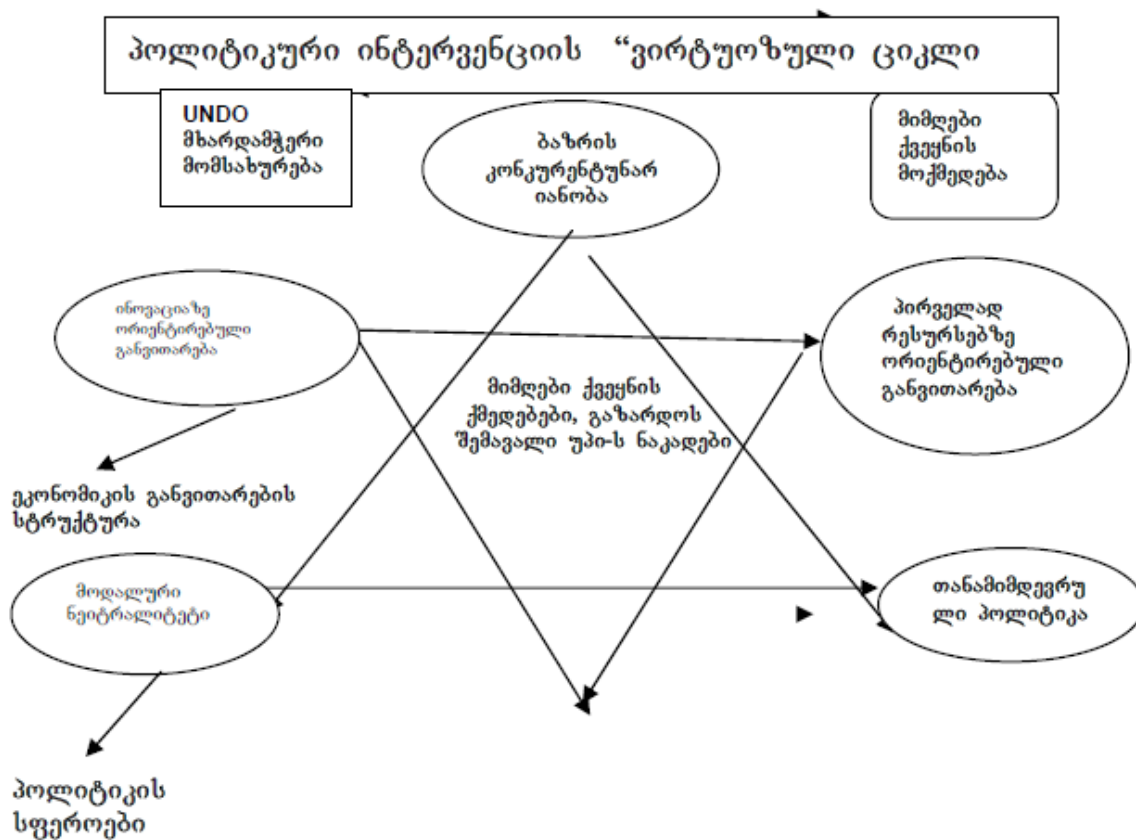 პოლიტიკური ინტერვენციის “ვირტუოზული ციკლი
UNDO
მხარდამჭერი
მომსახურება
ბაზრის
კონკურენტუნარ
იანობა
მიმღები
ქვეყნის
მოქმედება
ინოვაციაზე
ორიენტირებული
განვითარება
პირველად
რესურსებზე
ორიენტირებული
განვითარება
მიმღები ქვეყნის
ქმედებები, გაზარდოს
შემავალი უპი-ს ნაკადები
ეკონომიკის განვითარების
სტრუქტურა
მოდალური
ნეიტრალიტეტი
თანამიმდევრუ
ლი პოლიტიკა
პოლიტიკის
სფეროები